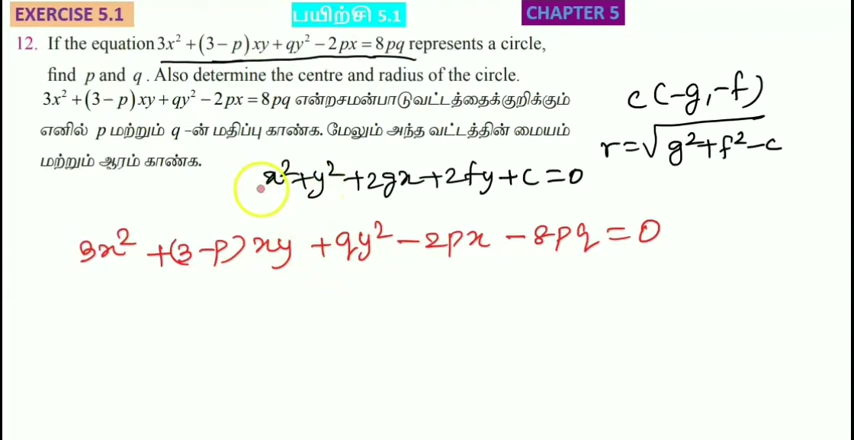 EXERCISE 5.1 பயிற்சி 5.1 CHAPTER 5
12. If the equation 3x² + (3 − p)xy + qy² − 2px = 8pq represents a circle,
find p and q. Also determine the centre and radius of the circle.
3x² + (3 − p)xy + qy² − 2px = 8pq என்றசமன்பாடுவட்டத்தைக்குறிக்கும்
எனில் p மற்றும் q -ன் மதிப்பு காண்க. மேலும் அந்த வட்டத்தின் மையம்
மற்றும் ஆரம் காண்க.
c(-g,-f)
r=√g²+f²-c
x²+y²+2gx+2fy+c=0
3x²+(3-p)xy+qy²-2px-8pq=0